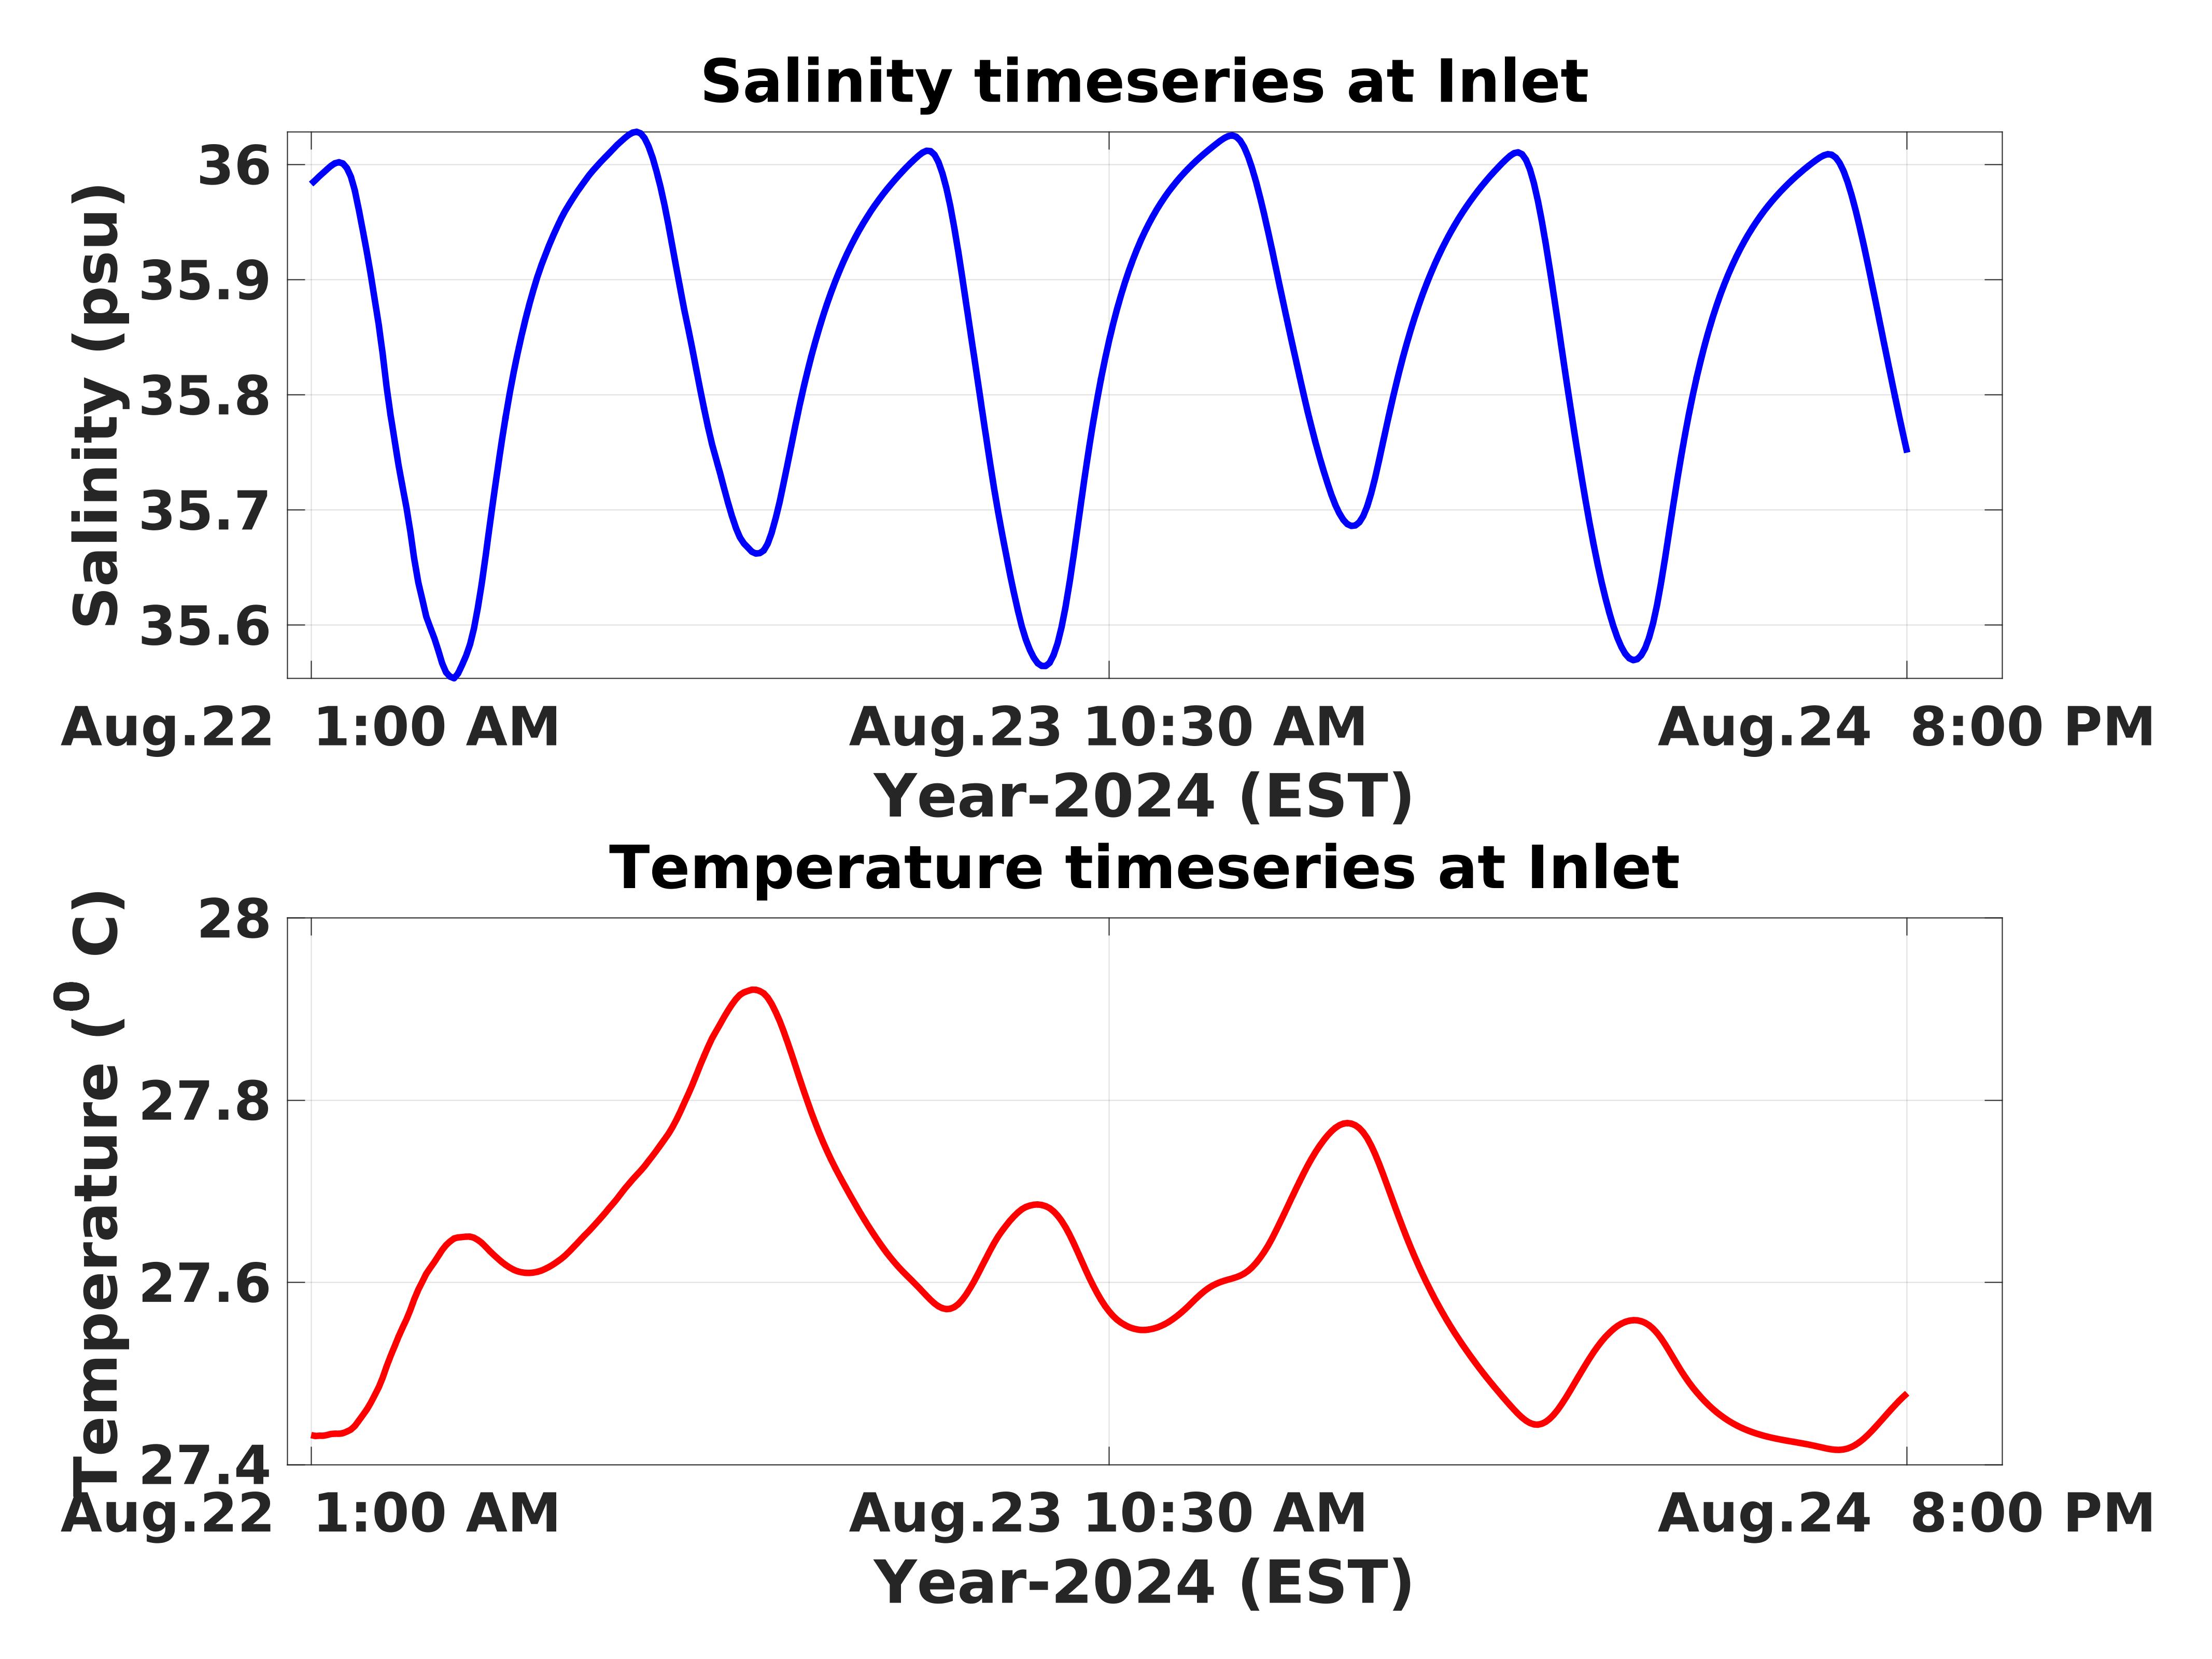 Salinity timeseries at Inlet
Salinity (psu)
36
35.9
35.8
35.7
35.6
Aug.22  1:00 AM
Aug.23 10:30 AM
Aug.24  8:00 PM
Year-2024 (EST)
Temperature timeseries at Inlet
Temperature (⁰ C)
28
27.8
27.6
27.4
Aug.22  1:00 AM
Aug.23 10:30 AM
Aug.24  8:00 PM
Year-2024 (EST)